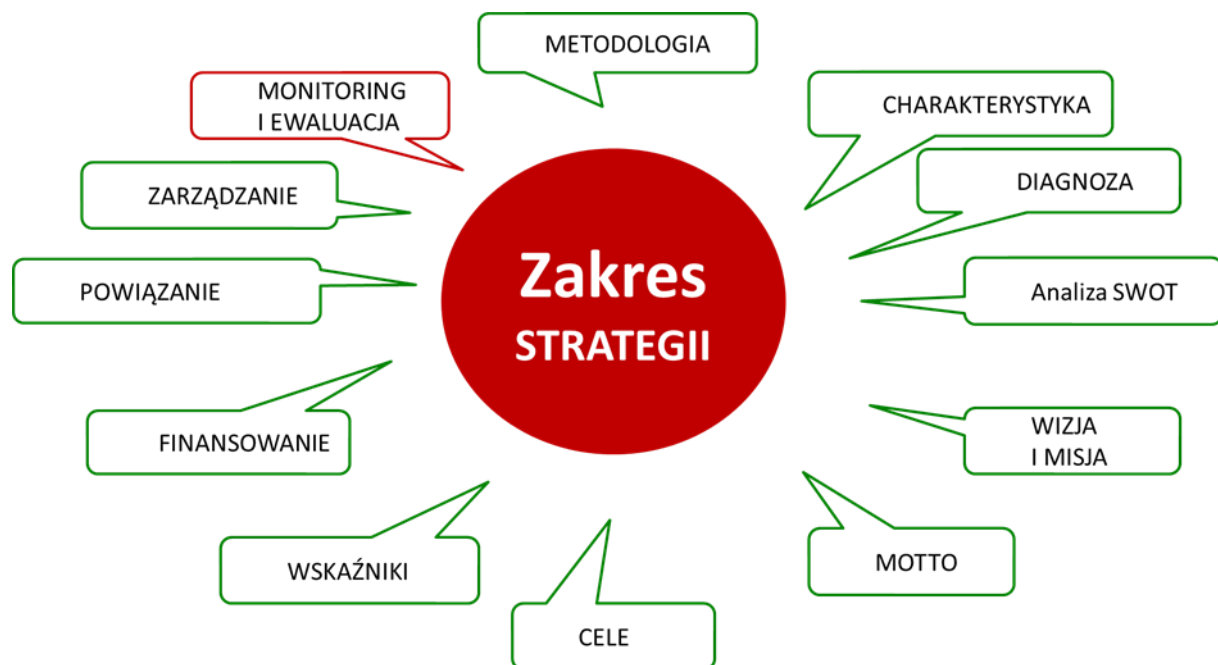 METODOLOGIA
MONITORING
I EWALUACJA
CHARAKTERYSTYKA
ZARZĄDZANIE
DIAGNOZA
Zakres
STRATEGII
POWIĄZANIE
Analiza SWOT
FINANSOWANIE
WIZJA
I MISJA
WSKAŹNIKI
MOTTO
CELE